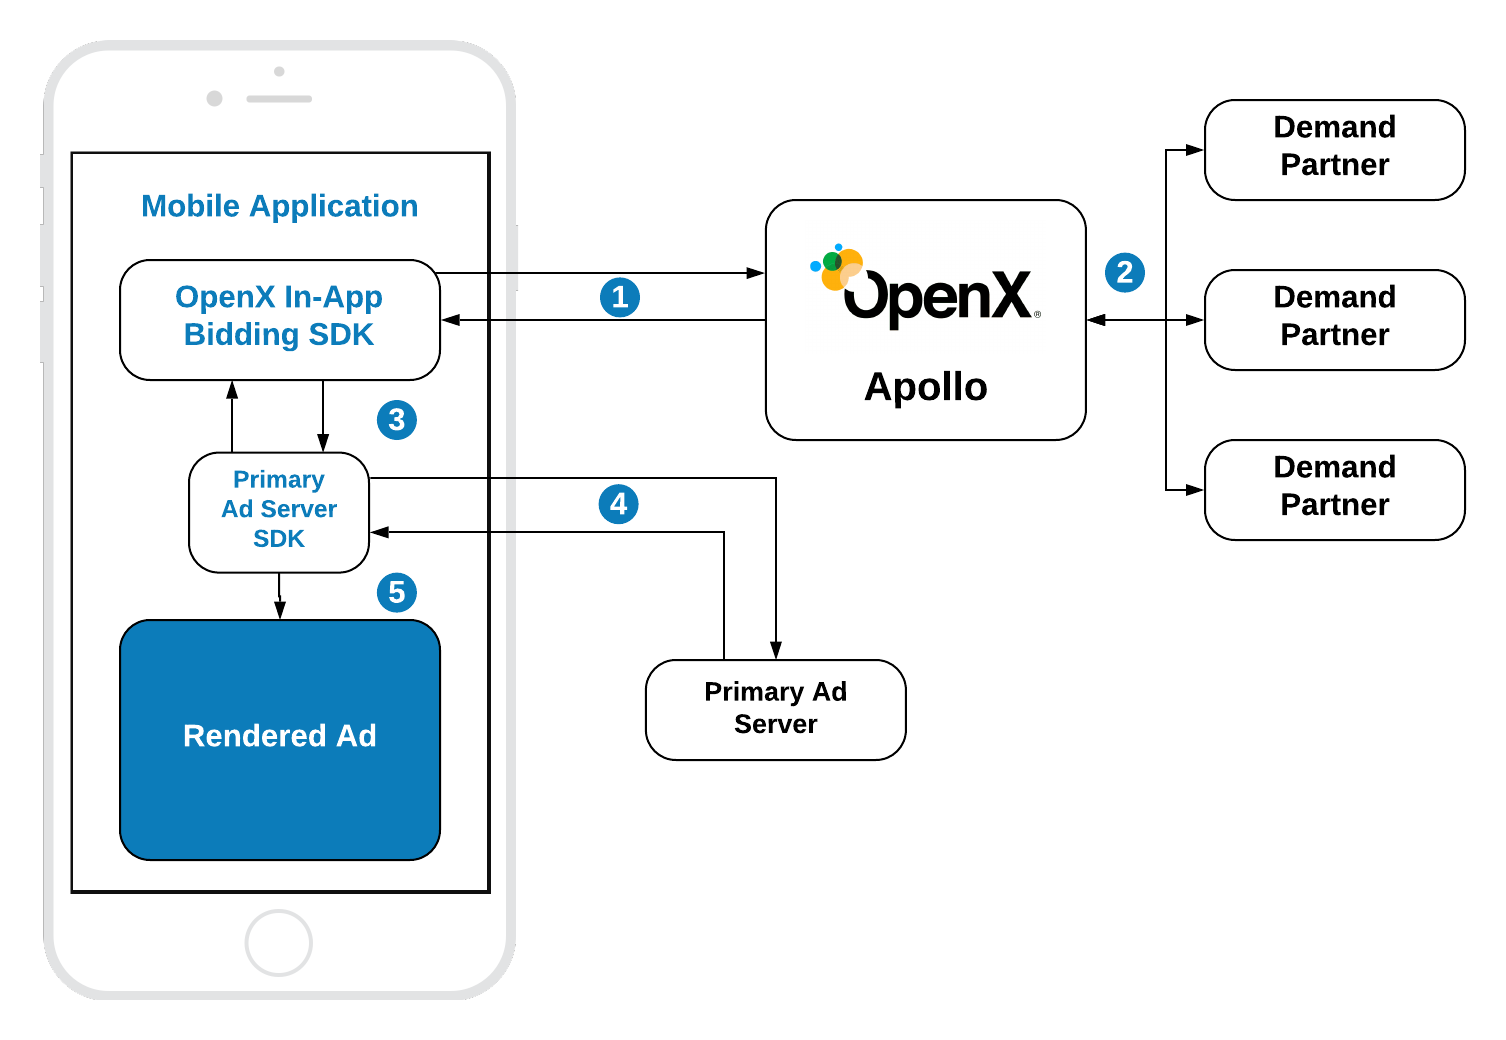 Mobile Application
OpenX In-App
Bidding SDK
1
3
Primary
Ad Server
SDK
4
5
Rendered Ad
OpenX®
Apollo
2
Demand
Partner
Demand
Partner
Demand
Partner
Primary Ad
Server